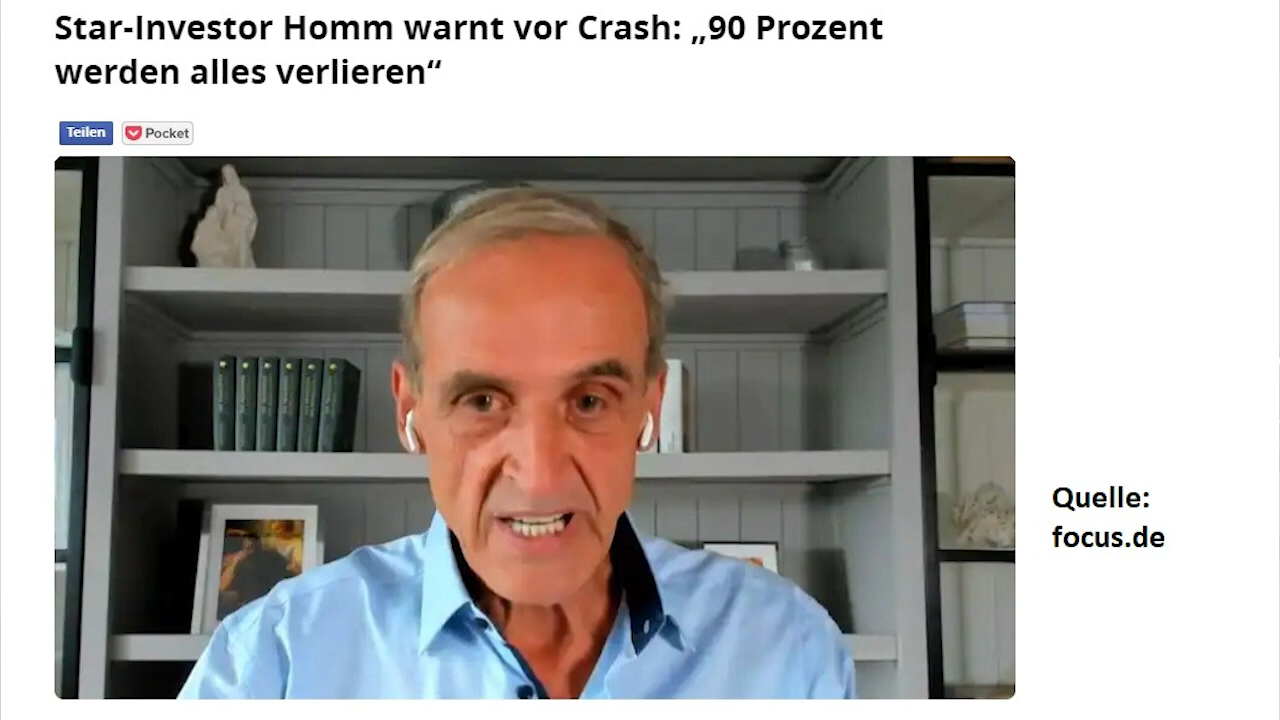 Star-Investor Homm warnt vor Crash: „90 Prozent
werden alles verlieren“
Teilen
Pocket
Quelle:
focus.de